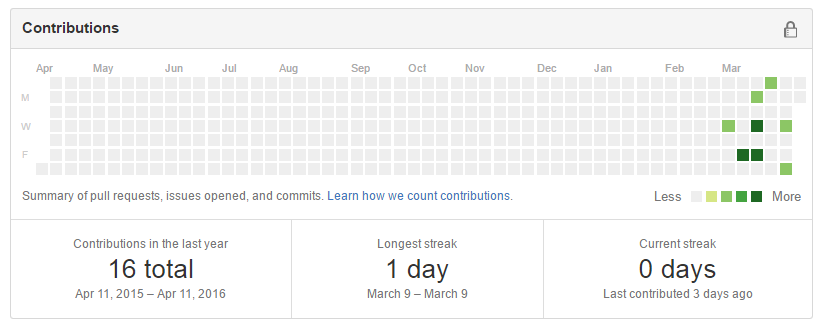 Contributions
Apr May Jun Jul Aug Sep Oct Nov Dec Jan Feb Mar
M
W
F
Summary of pull requests, issues opened, and commits. Learn how we count contributions.
Less More
Contributions in the last year
16 total
Apr 11, 2015 – Apr 11, 2016
Longest streak
1 day
March 9 – March 9
Current streak
0 days
Last contributed 3 days ago